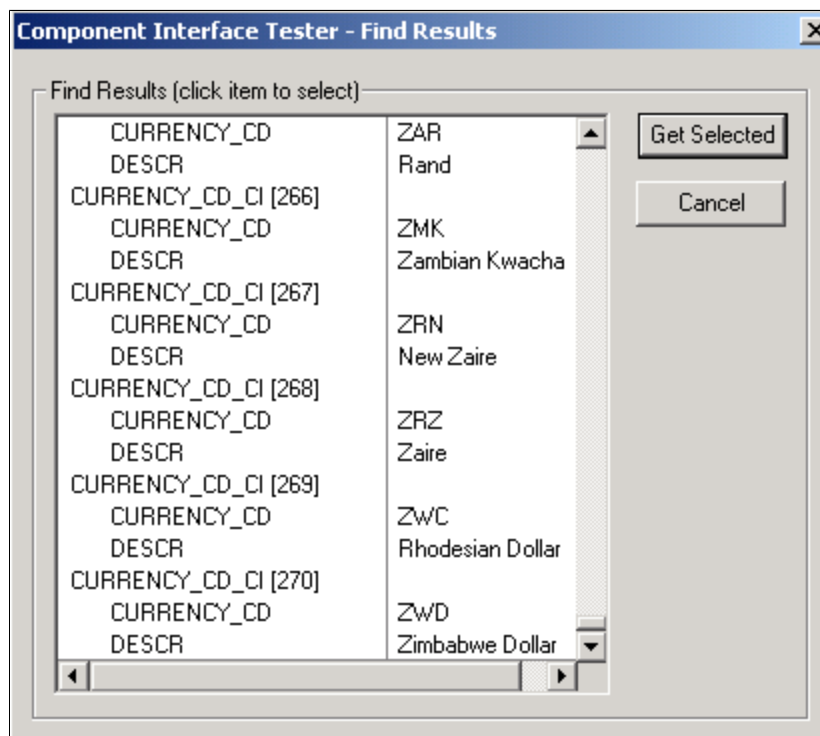 Component Interface Tester - Find Results
Find Results (click item to select)
CURRENCY_CD ZAR
DESCR Rand
CURRENCY_CD_CI [266]
CURRENCY_CD ZMK
DESCR Zambian Kwacha
CURRENCY_CD_CI [267]
CURRENCY_CD ZRN
DESCR New Zaire
CURRENCY_CD_CI [268]
CURRENCY_CD ZRZ
DESCR Zaire
CURRENCY_CD_CI [269]
CURRENCY_CD ZWC
DESCR Rhodesian Dollar
CURRENCY_CD_CI [270]
CURRENCY_CD ZWD
DESCR Zimbabwe Dollar
Get Selected
Cancel